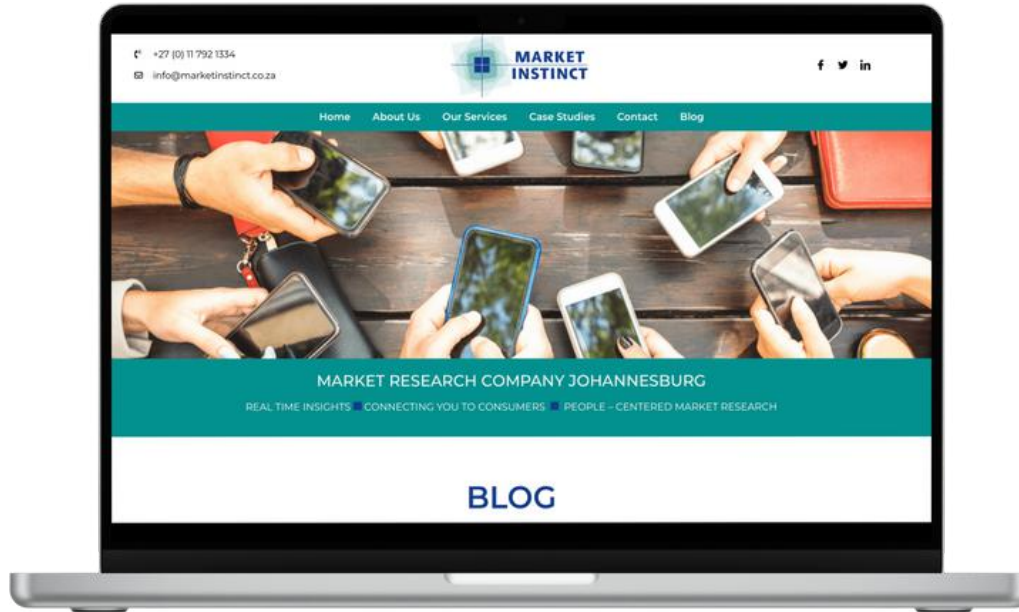 +27 (0) 11 792 1334
info@marketinstinct.co.za
MARKET
INSTINCT
Home About Us Our Services Case Studies Contact Blog
MARKET RESEARCH COMPANY JOHANNESBURG
REAL TIME INSIGHTS CONNECTING YOU TO CONSUMERS PEOPLE – CENTERED MARKET RESEARCH
BLOG